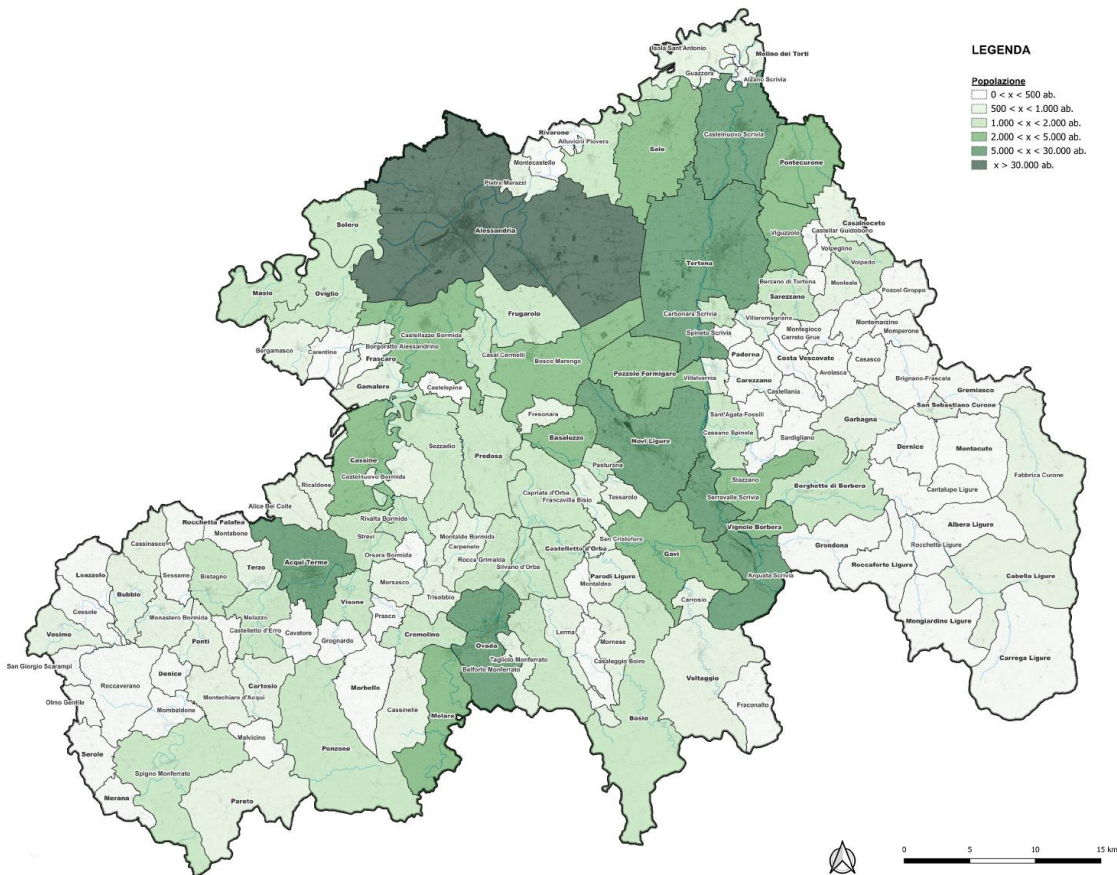 LEGENDA
Popolazione
0 < x < 500 ab.
500 < x < 1.000 ab.
1.000 < x < 2.000 ab.
2.000 < x < 5.000 ab.
5.000 < x < 30.000 ab.
x > 30.000 ab.
Isola Sant'Antonio
Molino dei Torti
Guazzora
Alzano Scrivia
Rivarone
Alluvioni Piovera
Sale
Castelnuovo Scrivia
Pontecurone
Montecastello
Pietra Marazzi
Solero
Alessandria
Casalnoceto
Viguzzolo
Castellar Guidobono
Volpeglino
Volpedo
Tortona
Berzano di Tortona
Monleale
Pozzol Groppo
Masio
Oviglio
Sarezzano
Frugarolo
Carbonara Scrivia
Villaromagnano
Montemarzino
Castellazzo Bormida
Spineto Scrivia
Montegioco
Momperone
Borgoratto Alessandrino
Cerreto Grue
Bergamasco
Carentino
Frascaro
Casal Cermelli
Bosco Marengo
Paderna
Costa Vescovato
Casasco
Gamalero
Pozzolo Formigaro
Villalvernia
Carezzano
Avolasca
Brignano-Frascata
Gremiasco
Castelspina
Castellania
San Sebastiano Curone
Fresonara
Sant'Agata Fossili
Garbagna
Cassano Spinola
Basaluzzo
Novi Ligure
Sardigliano
Dernice
Montacuto
Sezzadio
Predosa
Cassine
Pasturana
Fabbrica Curone
Castelnuovo Bormida
Stazzano
Borghetto di Borbera
Ricaldone
Capriata d'Orba
Tassarolo
Serravalle Scrivia
Cantalupo Ligure
Francavilla Bisio
Alice Bel Colle
Rivalta Bormida
Vignole Borbera
Albera Ligure
Rocchetta Palafea
Strevi
Montaldo Bormida
San Cristoforo
Montabone
Carpeneto
Castelletto d'Orba
Grondona
Rocchetta Ligure
Cassinasco
Orsara Bormida
Rocca Grimalda
Gavi
Roccaforte Ligure
Terzo
Acqui Terme
Silvano d'Orba
Parodi Ligure
Arquata Scrivia
Loazzolo
Sessame
Bistagno
Morsasco
Montaldeo
Cabella Ligure
Bubbio
Visone
Trisobbio
Carrosio
Cessole
Monastero Bormida
Melazzo
Prasco
Mongiardino Ligure
Vesime
Castelletto d'Erro
Cavatore
Cremolino
Lerma
Mornese
Ponti
Grognardo
Ovada
Tagliolo Monferrato
Casaleggio Boiro
Carrega Ligure
San Giorgio Scarampi
Belforte Monferrato
Voltaggio
Roccaverano
Denice
Cartosio
Morbello
Cassinelle
Olmo Gentile
Montechiaro d'Acqui
Mombaldone
Molare
Bosio
Fraconalto
Malvicino
Serole
Ponzone
Spigno Monferrato
Merana
Pareto
0 5 10 15 km